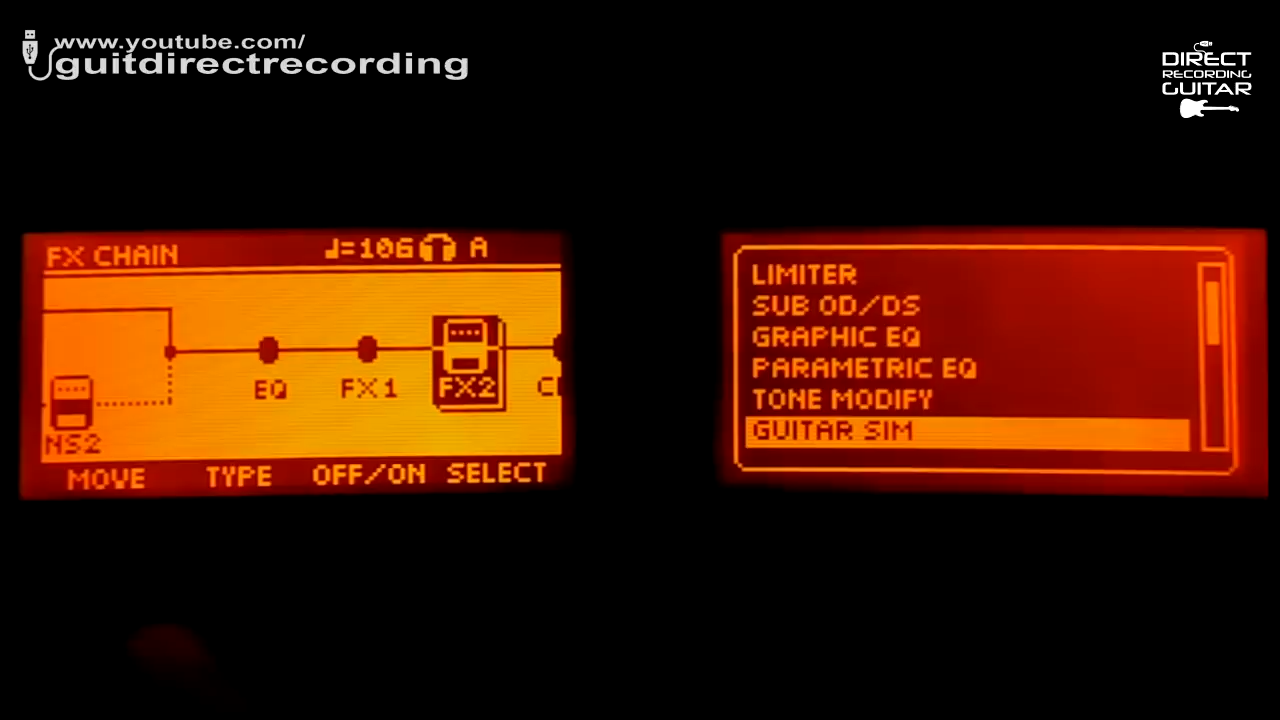 www.youtube.com/
guitdirectrecording
DIRECT
RECORDING
GUITAR
FX CHAIN ♩=106 A
EQ FX1 FX2
NS2
MOVE TYPE OFF/ON SELECT
LIMITER
SUB OD/DS
GRAPHIC EQ
PARAMETRIC EQ
TONE MODIFY
GUITAR SIM